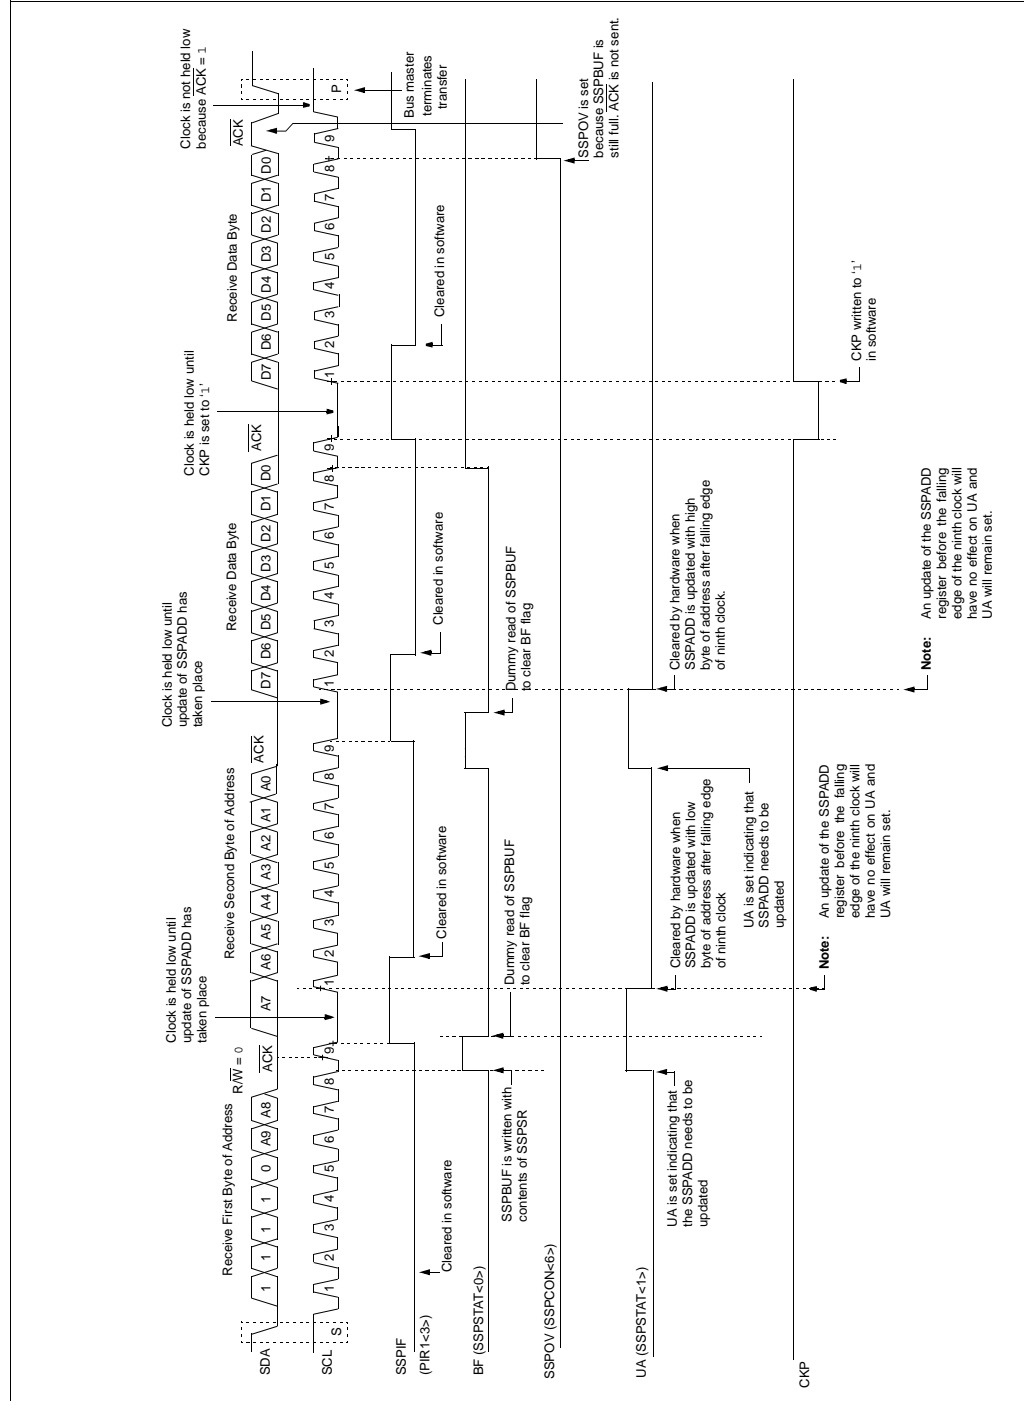 Clock is held low until
update of SSPADD has
taken place
Clock is held low until
update of SSPADD has
taken place
Clock is held low until
CKP is set to '1'
Clock is not held low
because ACK = 1
Receive First Byte of Address
R/W = 0
Receive Second Byte of Address
Receive Data Byte
Receive Data Byte
SDA
1 1 1 1 0 A9 A8 ACK A7 A6 A5 A4 A3 A2 A1 A0 ACK D7 D6 D5 D4 D3 D2 D1 D0 ACK D7 D6 D5 D4 D3 D2 D1 D0 ACK
SCL
S 1 2 3 4 5 6 7 8 9 1 2 3 4 5 6 7 8 9 1 2 3 4 5 6 7 8 9 1 2 3 4 5 6 7 8 9 P
Bus master
terminates
transfer
SSPIF
(PIR1<3>)
Cleared in software
Cleared in software
Cleared in software
Cleared in software
BF (SSPSTAT<0>)
SSPBUF is written with
contents of SSPSR
Dummy read of SSPBUF
to clear BF flag
Dummy read of SSPBUF
to clear BF flag
SSPOV (SSPCON<6>)
SSPOV is set
because SSPBUF is
still full. ACK is not sent.
UA (SSPSTAT<1>)
UA is set indicating that
the SSPADD needs to be
updated
Cleared by hardware when
SSPADD is updated with low
byte of address after falling edge
of ninth clock
UA is set indicating that
SSPADD needs to be
updated
Cleared by hardware when
SSPADD is updated with high
byte of address after falling edge
of ninth clock.
CKP
CKP written to '1'
in software
Note: An update of the SSPADD
register before the falling
edge of the ninth clock will
have no effect on UA and
UA will remain set.
Note: An update of the SSPADD
register before the falling
edge of the ninth clock will
have no effect on UA and
UA will remain set.